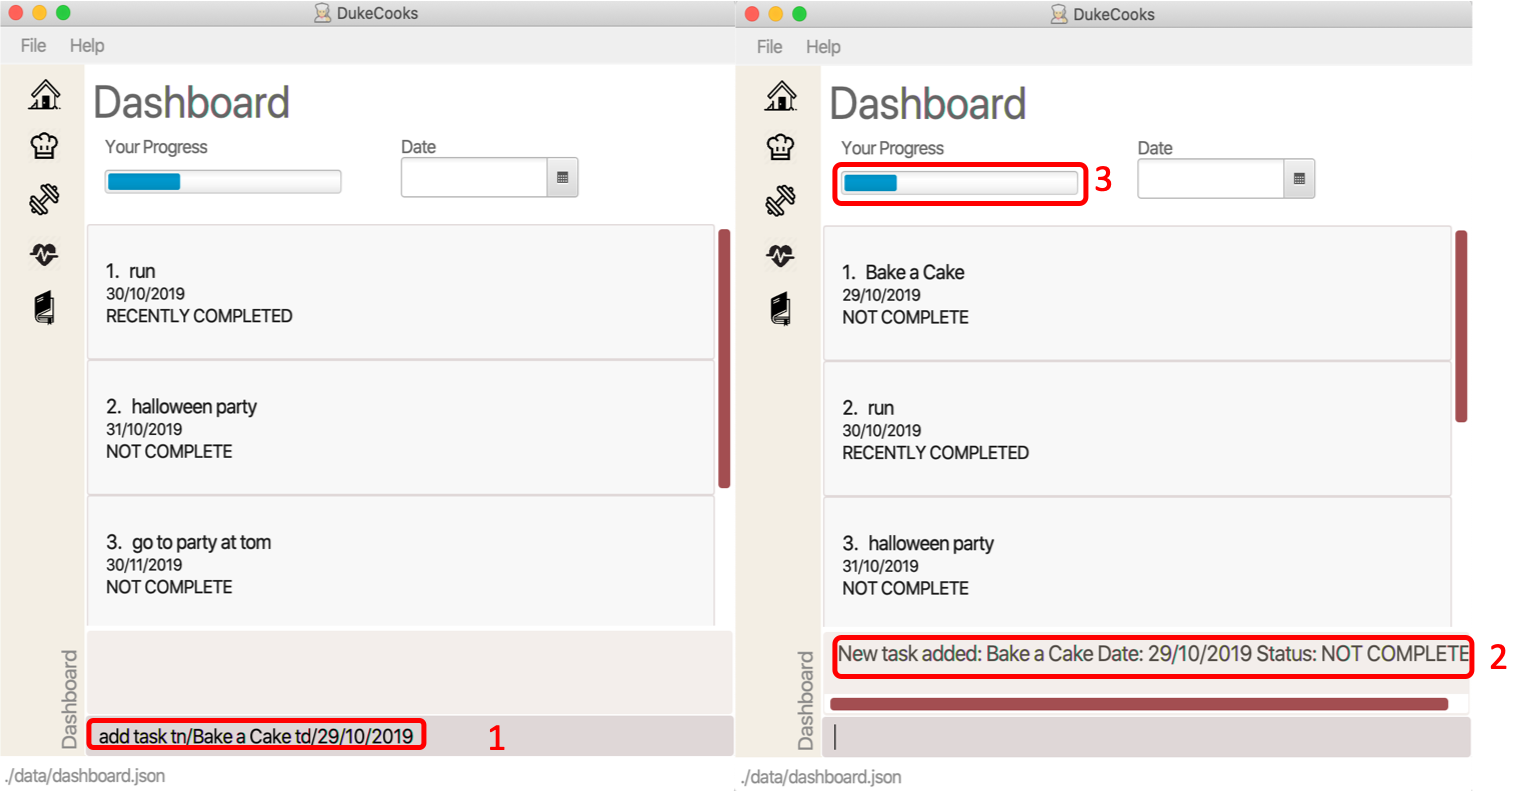 DukeCooks
File Help
Dashboard
Your Progress Date
1. run
30/10/2019
RECENTLY COMPLETED
2. halloween party
31/10/2019
NOT COMPLETE
3. go to party at tom
30/11/2019
NOT COMPLETE
Dashboard
add task tn/Bake a Cake td/29/10/2019 1
./data/dashboard.json
DukeCooks
File Help
Dashboard
Your Progress Date
3
1. Bake a Cake
29/10/2019
NOT COMPLETE
2. run
30/10/2019
RECENTLY COMPLETED
3. halloween party
31/10/2019
NOT COMPLETE
New task added: Bake a Cake Date: 29/10/2019 Status: NOT COMPLETE 2
Dashboard
./data/dashboard.json